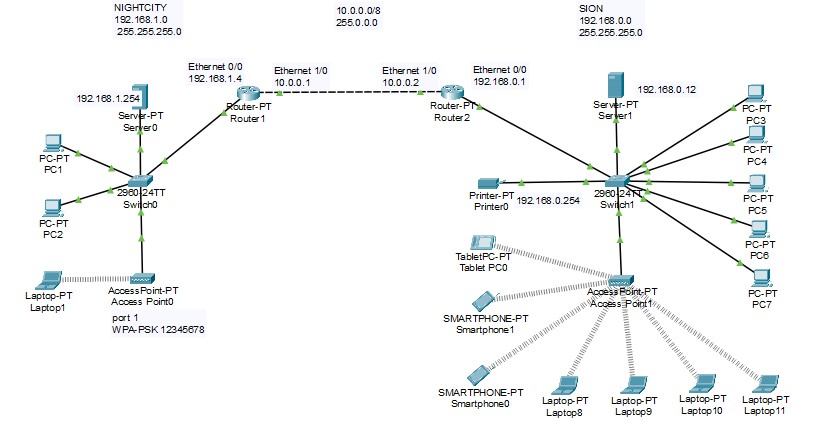 NIGHTCITY
192.168.1.0
255.255.255.0
10.0.0.0/8
255.0.0.0
SION
192.168.0.0
255.255.255.0
Ethernet 0/0
192.168.1.4
Ethernet 1/0
10.0.0.1
Ethernet 1/0
10.0.0.2
Ethernet 0/0
192.168.0.1
192.168.1.254
Server-PT
Server0
Router-PT
Router1
Router-PT
Router2
Server-PT
Server1
192.168.0.12
PC-PT
PC3
PC-PT
PC4
PC-PT
PC1
PC-PT
PC2
2960-24TT
Switch0
Printer-PT
Printer0
192.168.0.254
2960-24TT
Switch1
PC-PT
PC5
PC-PT
PC6
PC-PT
PC7
TabletPC-PT
Tablet PC0
Laptop-PT
Laptop1
AccessPoint-PT
Access Point0
port 1
WPA-PSK 12345678
AccessPoint-PT
Access Point1
SMARTPHONE-PT
Smartphone1
SMARTPHONE-PT
Smartphone0
Laptop-PT
Laptop8
Laptop-PT
Laptop9
Laptop-PT
Laptop10
Laptop-PT
Laptop11